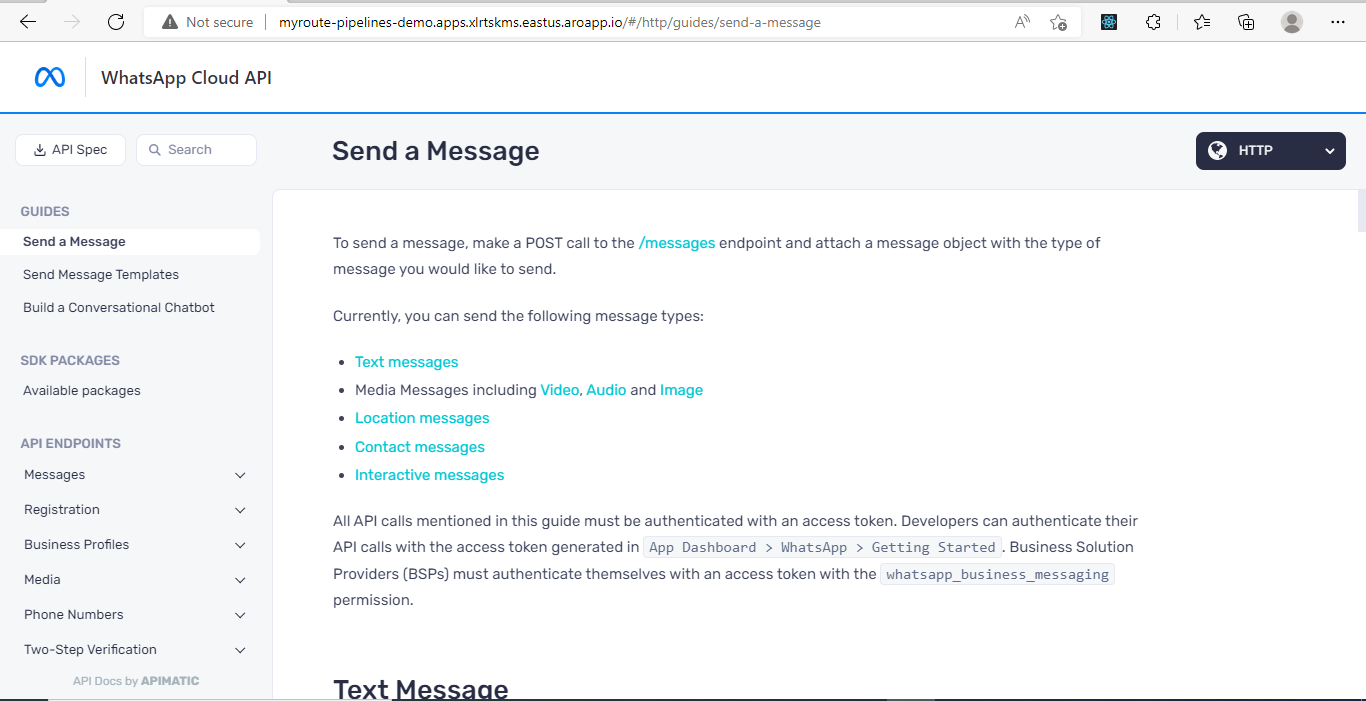 Not secure
myroute-pipelines-demo.apps.xlrtskms.eastus.aroapp.io/#/http/guides/send-a-message
WhatsApp Cloud API
API Spec
Search
GUIDES
Send a Message
Send Message Templates
Build a Conversational Chatbot
SDK PACKAGES
Available packages
API ENDPOINTS
Messages
Registration
Business Profiles
Media
Phone Numbers
Two-Step Verification
API Docs by APIMATIC
Send a Message
HTTP
To send a message, make a POST call to the /messages endpoint and attach a message object with the type of
message you would like to send.
Currently, you can send the following message types:
• Text messages
• Media Messages including Video, Audio and Image
• Location messages
• Contact messages
• Interactive messages
All API calls mentioned in this guide must be authenticated with an access token. Developers can authenticate their
API calls with the access token generated in App Dashboard > WhatsApp > Getting Started. Business Solution
Providers (BSPs) must authenticate themselves with an access token with the whatsapp_business_messaging
permission.
Text Message